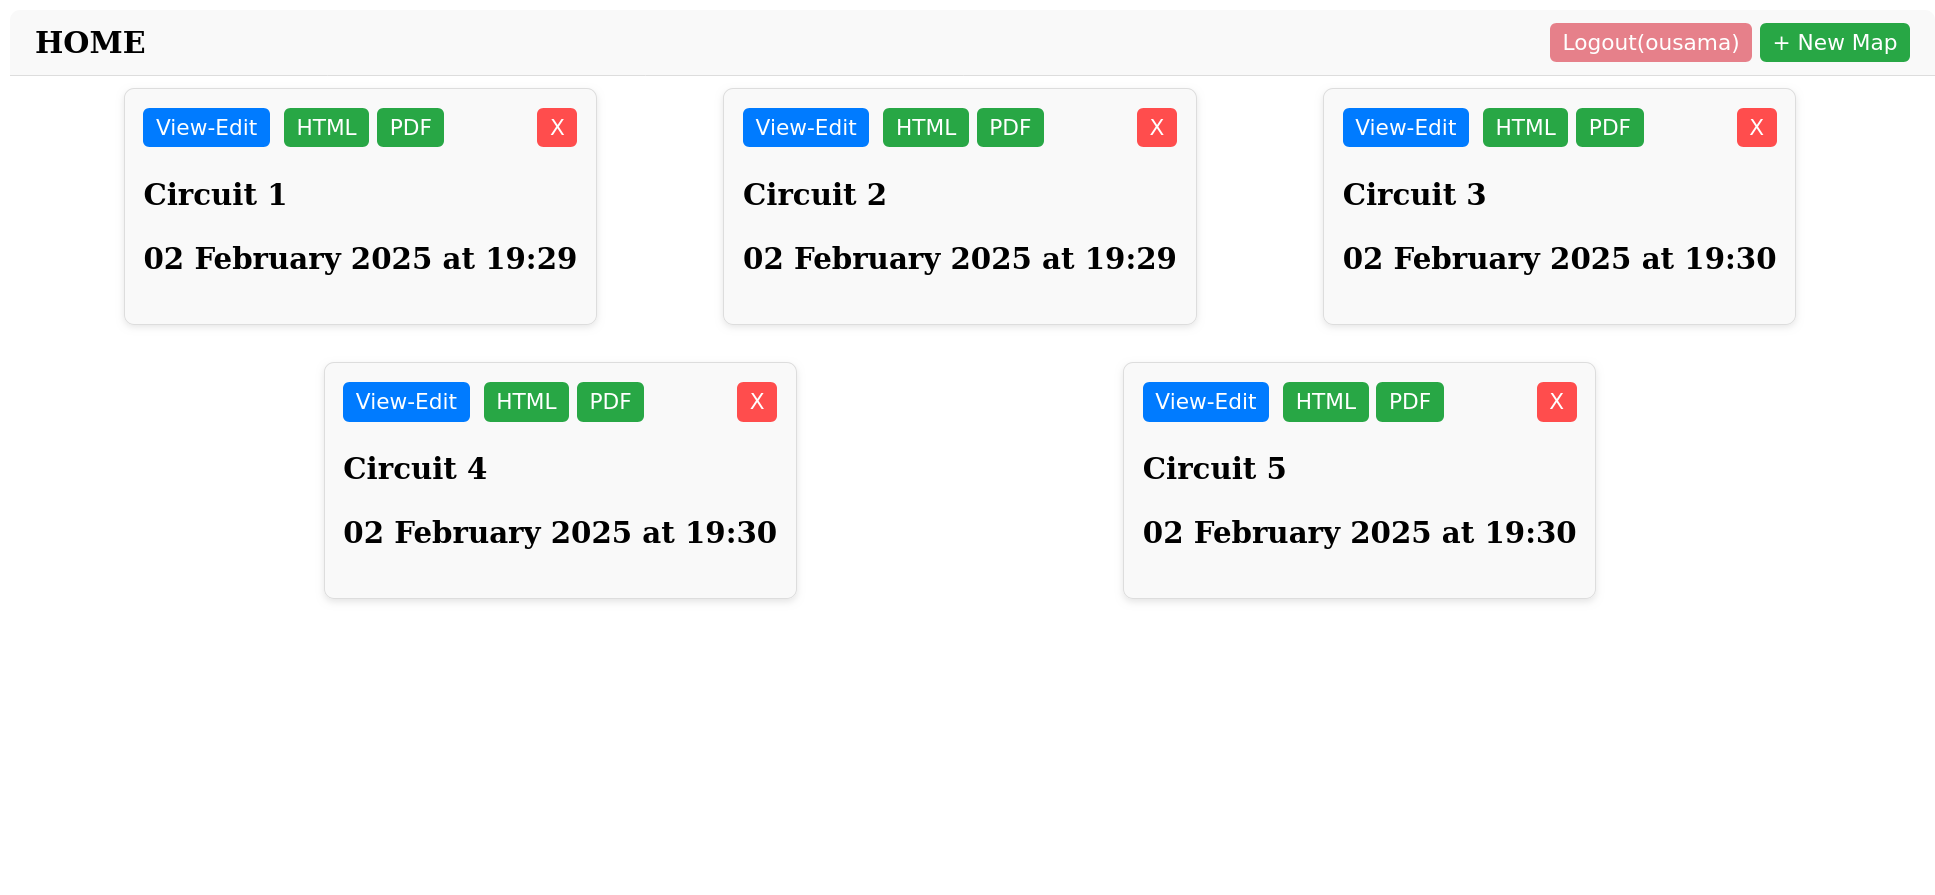 HOME
Logout(ousama) + New Map
View-Edit HTML PDF X
Circuit 1
02 February 2025 at 19:29
View-Edit HTML PDF X
Circuit 2
02 February 2025 at 19:29
View-Edit HTML PDF X
Circuit 3
02 February 2025 at 19:30
View-Edit HTML PDF X
Circuit 4
02 February 2025 at 19:30
View-Edit HTML PDF X
Circuit 5
02 February 2025 at 19:30